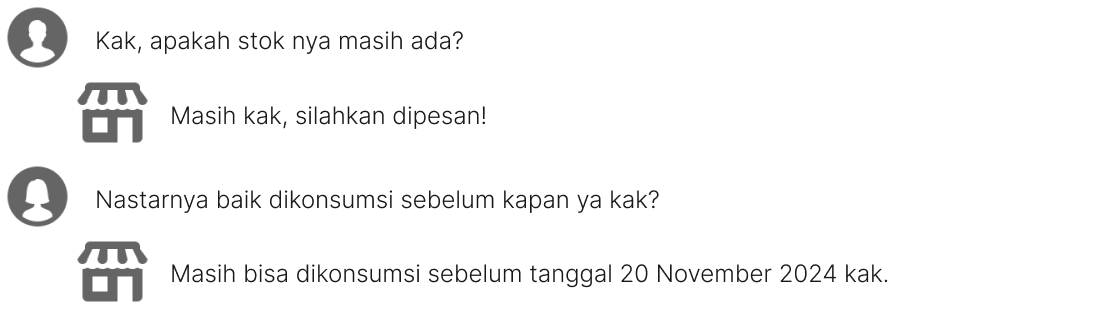 Kak, apakah stok nya masih ada?
Masih kak, silahkan dipesan!
Nastarnya baik dikonsumsi sebelum kapan ya kak?
Masih bisa dikonsumsi sebelum tanggal 20 November 2024 kak.